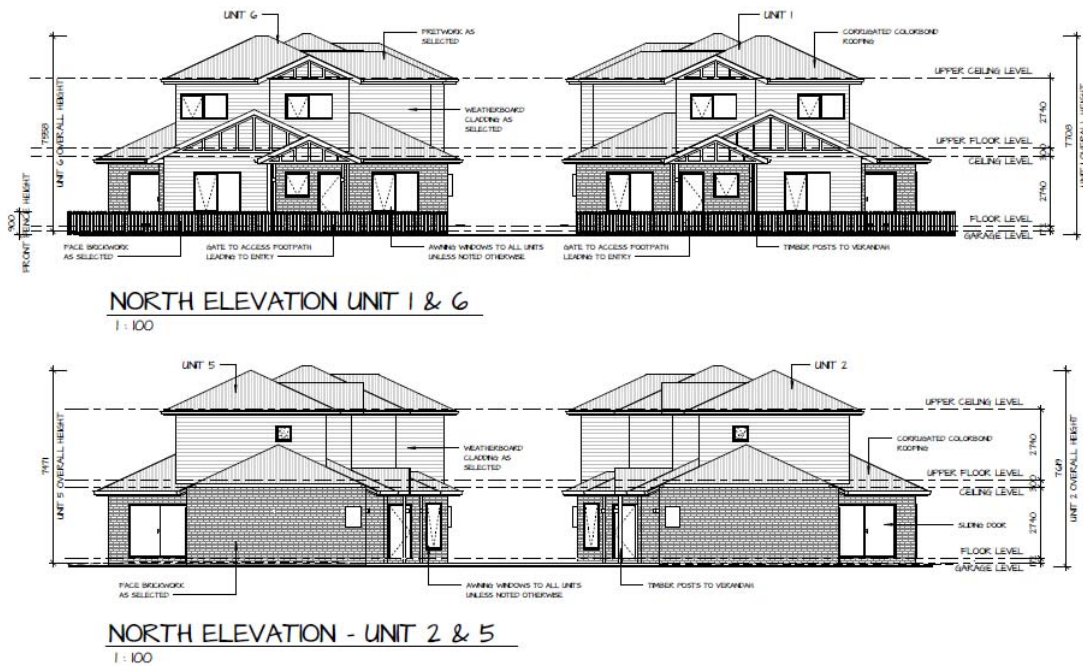 UNIT 6
FRETWORK AS
SELECTED
UNIT 1
CORRUGATED COLORBOND
ROOFING
UPPER CEILING LEVEL
WEATHERBOARD
CLADDING AS
SELECTED
UPPER FLOOR LEVEL
CEILING LEVEL
FLOOR LEVEL
GARAGE LEVEL
2740
300
2740
172
7708
UNIT 1 OVERALL HEIGHT
UNIT 6 OVERALL HEIGHT
900
FRONT FENCE HEIGHT
FACE BRICKWORK
AS SELECTED
GATE TO ACCESS FOOTPATH
LEADING TO ENTRY
AWNING WINDOWS TO ALL UNITS
UNLESS NOTED OTHERWISE
GATE TO ACCESS FOOTPATH
LEADING TO ENTRY
TIMBER POSTS TO VERANDAH
NORTH ELEVATION UNIT 1 & 6
1 : 100
UNIT 5
UNIT 2
UPPER CEILING LEVEL
WEATHERBOARD
CLADDING AS
SELECTED
CORRUGATED COLORBOND
ROOFING
UPPER FLOOR LEVEL
CEILING LEVEL
SLIDING DOOR
FLOOR LEVEL
GARAGE LEVEL
2740
300
2740
172
UNIT 2 OVERALL HEIGHT
7471
UNIT 5 OVERALL HEIGHT
FACE BRICKWORK
AS SELECTED
AWNING WINDOWS TO ALL UNITS
UNLESS NOTED OTHERWISE
TIMBER POSTS TO VERANDAH
NORTH ELEVATION - UNIT 2 & 5
1 : 100